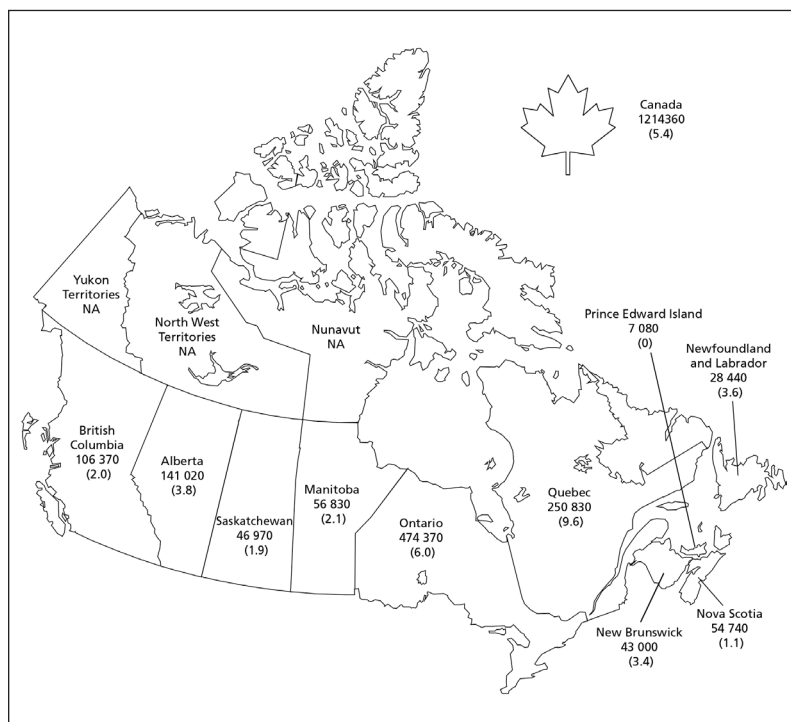 Canada
1214360
(5.4)
Yukon
Territories
NA
North West
Territories
NA
Nunavut
NA
Prince Edward Island
7 080
(0)
Newfoundland
and Labrador
28 440
(3.6)
British
Columbia
106 370
(2.0)
Alberta
141 020
(3.8)
Saskatchewan
46 970
(1.9)
Manitoba
56 830
(2.1)
Ontario
474 370
(6.0)
Quebec
250 830
(9.6)
New Brunswick
43 000
(3.4)
Nova Scotia
54 740
(1.1)